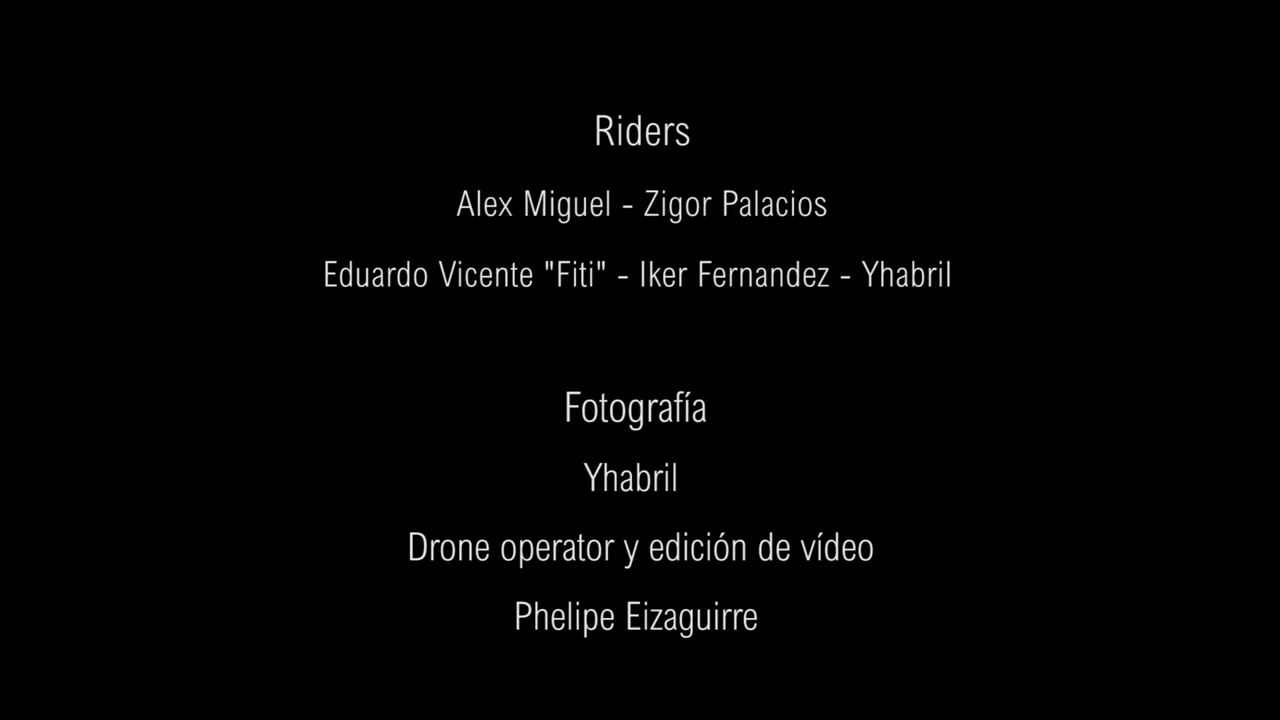 Riders
Alex Miguel - Zigor Palacios
Eduardo Vicente "Fiti" - Iker Fernandez - Yhabril
Fotografía
Yhabril
Drone operator y edición de vídeo
Phelipe Eizaguirre